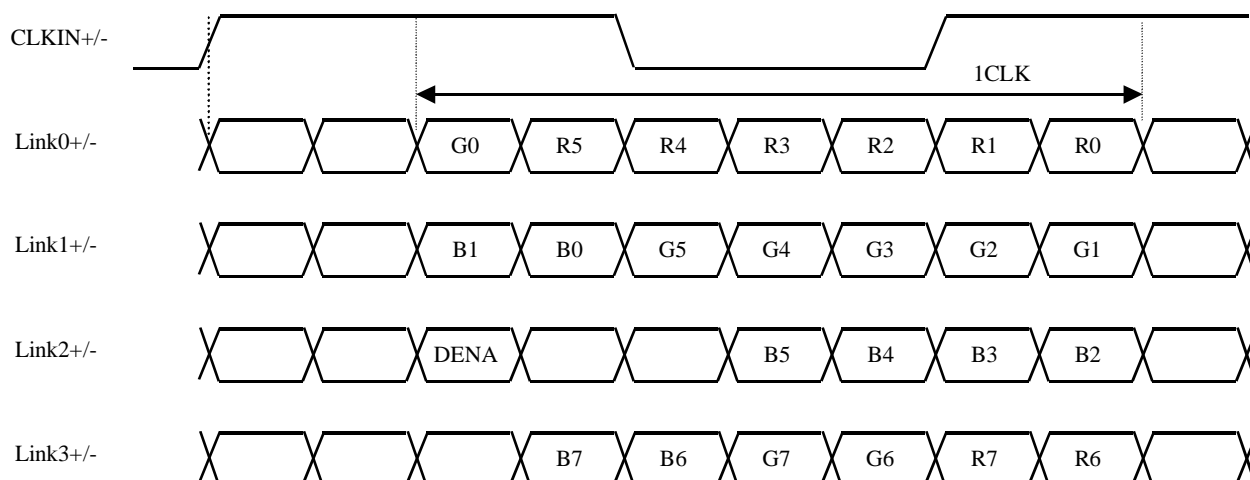 CLKIN+/-
1CLK
Link0+/- G0 R5 R4 R3 R2 R1 R0
Link1+/- B1 B0 G5 G4 G3 G2 G1
Link2+/- DENA B5 B4 B3 B2
Link3+/- B7 B6 G7 G6 R7 R6